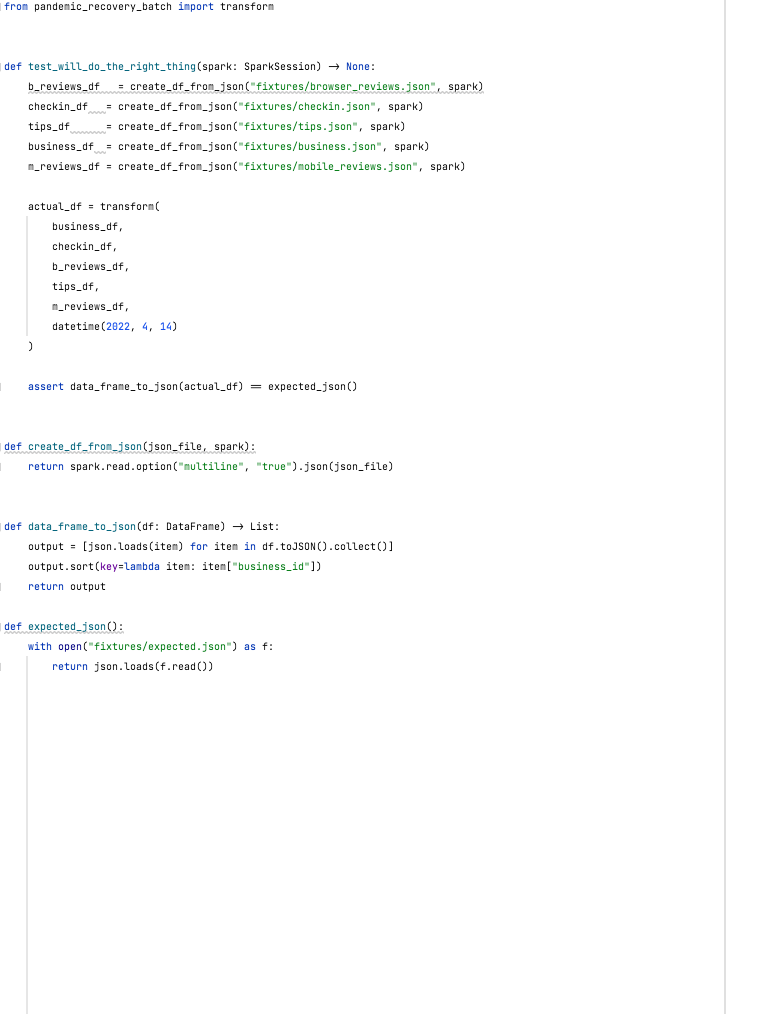 from pandemic_recovery_batch import transform
def test_will_do_the_right_thing(spark: SparkSession) -> None:
    b_reviews_df   = create_df_from_json("fixtures/browser_reviews.json", spark)
    checkin_df   = create_df_from_json("fixtures/checkin.json", spark)
    tips_df      = create_df_from_json("fixtures/tips.json", spark)
    business_df  = create_df_from_json("fixtures/business.json", spark)
    m_reviews_df = create_df_from_json("fixtures/mobile_reviews.json", spark)
    actual_df = transform(
        business_df,
        checkin_df,
        b_reviews_df,
        tips_df,
        m_reviews_df,
        datetime(2022, 4, 14)
    )
    assert data_frame_to_json(actual_df) == expected_json()
def create_df_from_json(json_file, spark):
    return spark.read.option("multiline", "true").json(json_file)
def data_frame_to_json(df: DataFrame) -> List:
    output = [json.loads(item) for item in df.toJSON().collect()]
    output.sort(key=lambda item: item["business_id"])
    return output
def expected_json():
    with open("fixtures/expected.json") as f:
        return json.loads(f.read())